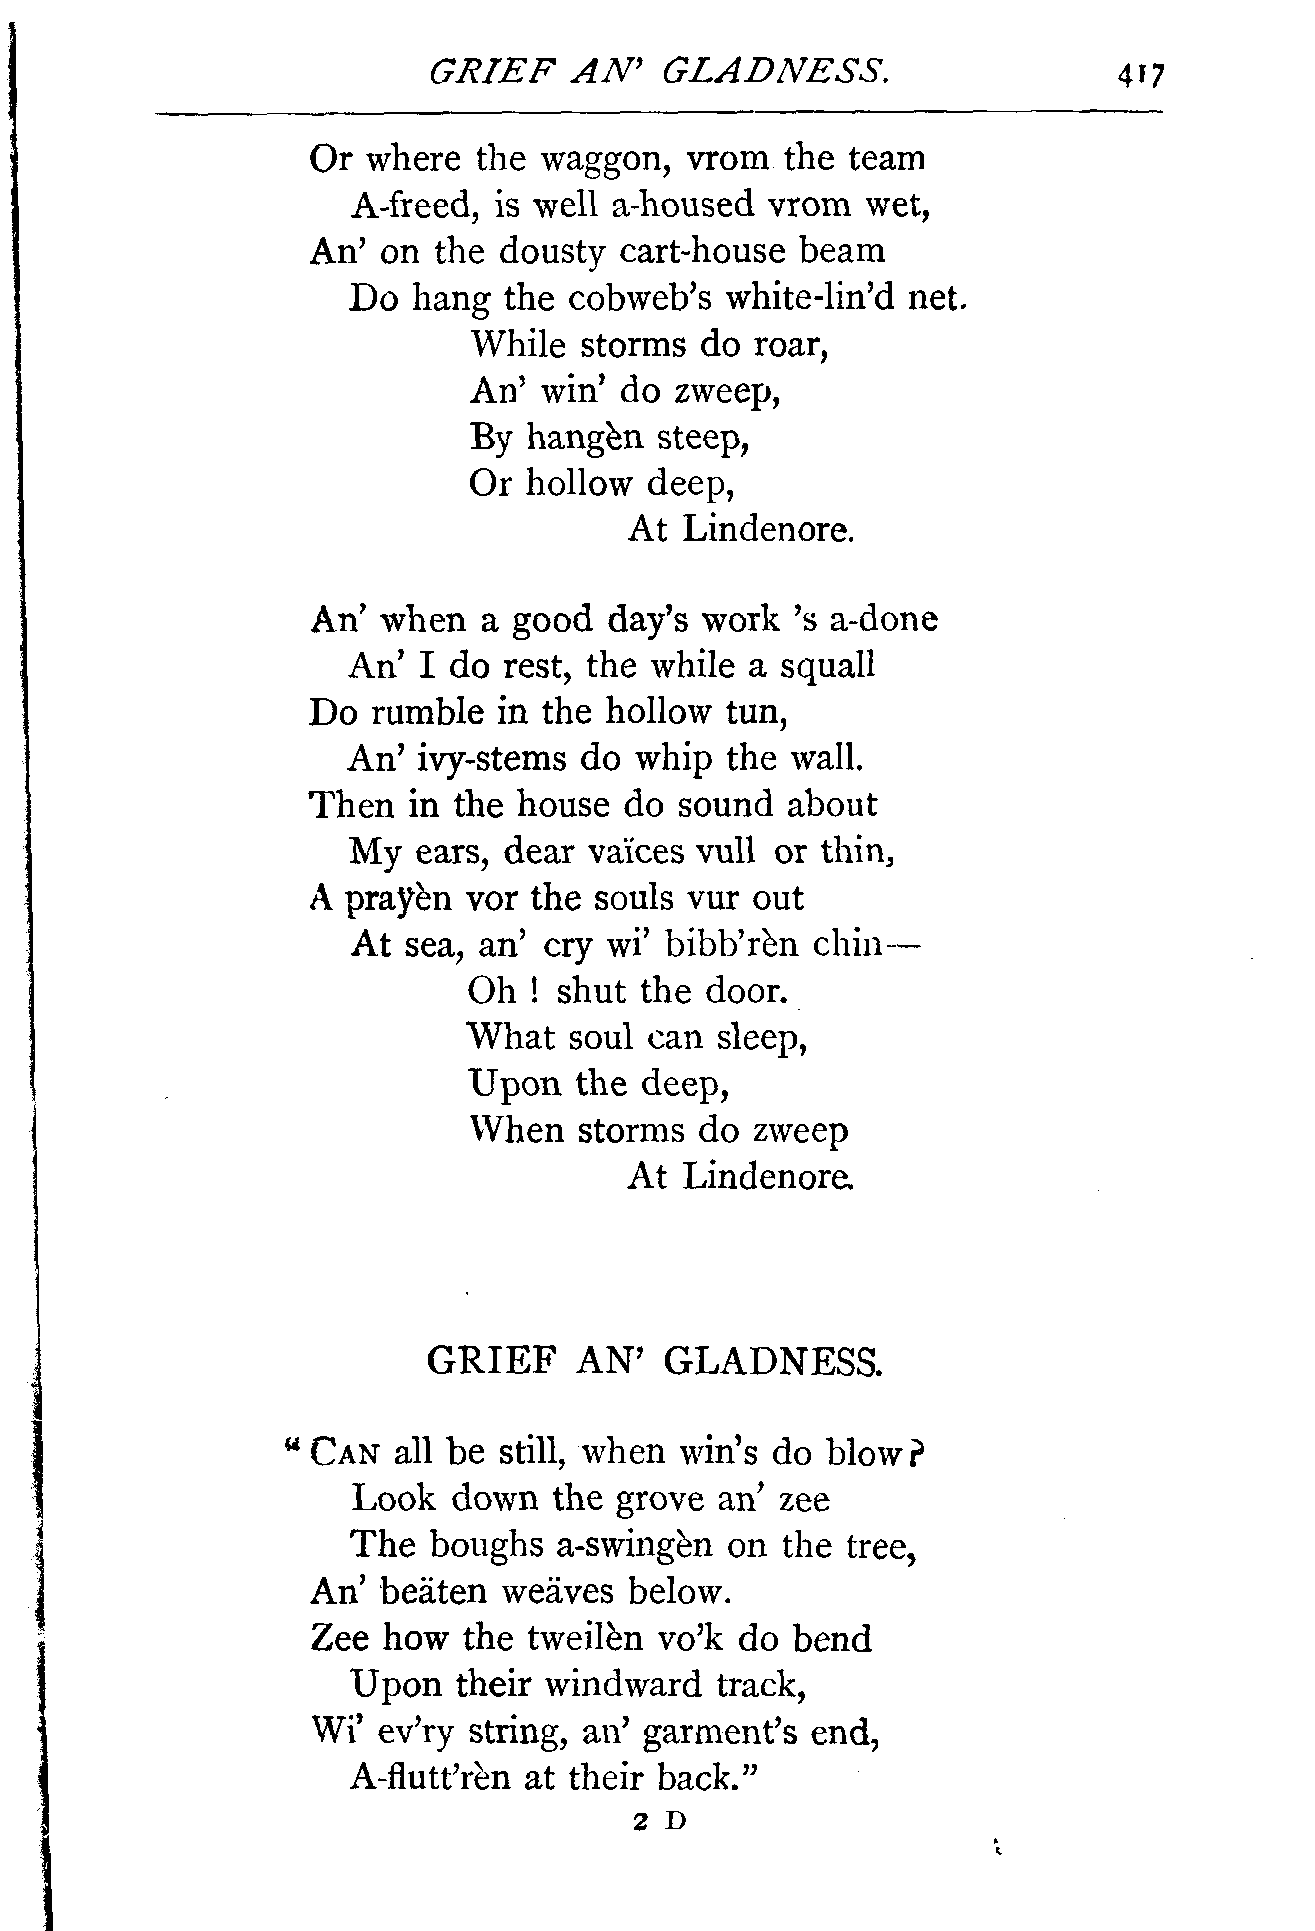 GRIEF AN' GLADNESS. 417
Or where the waggon, vrom the team
A-freed, is well a-housed vrom wet,
An' on the dousty cart-house beam
Do hang the cobweb's white-lin'd net.
While storms do roar,
An' win' do zweep,
By hangèn steep,
Or hollow deep,
At Lindenore.
An' when a good day's work 's a-done
An' I do rest, the while a squall
Do rumble in the hollow tun,
An' ivy-stems do whip the wall.
Then in the house do sound about
My ears, dear vaïces vull or thin,
A prayèn vor the souls vur out
At sea, an' cry wi' bibb'rèn chin—
Oh ! shut the door.
What soul can sleep,
Upon the deep,
When storms do zweep
At Lindenore.
GRIEF AN' GLADNESS.
"CAN all be still, when win's do blow?
Look down the grove an' zee
The boughs a-swingèn on the tree,
An' beäten weäves below.
Zee how the tweilèn vo'k do bend
Upon their windward track,
Wi' ev'ry string, an' garment's end,
A-flutt'rèn at their back."
2 D